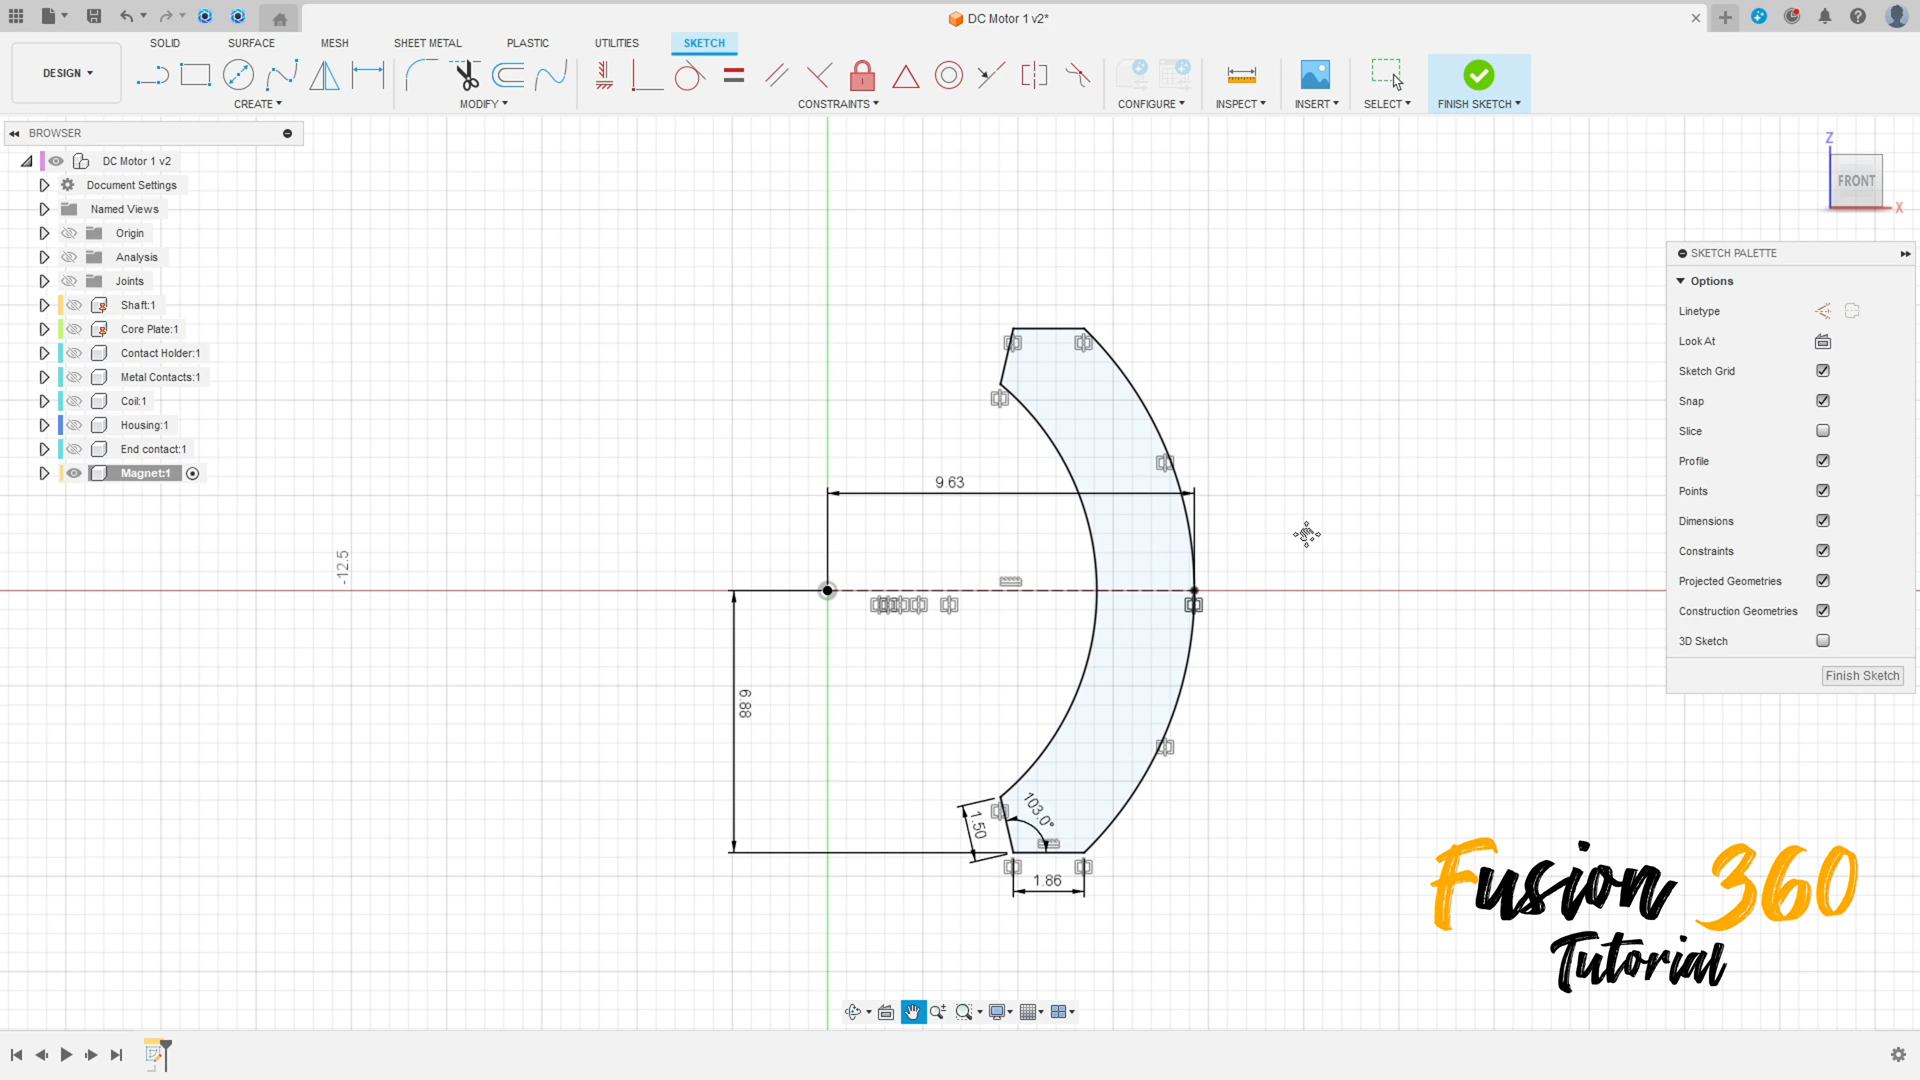 DC Motor 1 v2*
SOLID SURFACE MESH SHEET METAL PLASTIC UTILITIES SKETCH
DESIGN
CREATE MODIFY CONSTRAINTS CONFIGURE INSPECT INSERT SELECT FINISH SKETCH
BROWSER
DC Motor 1 v2
Document Settings
Named Views
Origin
Analysis
Joints
Shaft:1
Core Plate:1
Contact Holder:1
Metal Contacts:1
Coil:1
Housing:1
End contact:1
Magnet:1
Z
FRONT
X
SKETCH PALETTE
Options
Linetype
Look At
Sketch Grid
Snap
Slice
Profile
Points
Dimensions
Constraints
Projected Geometries
Construction Geometries
3D Sketch
Finish Sketch
9.63
-12.5
6.88
1.50
103.0°
1.86
Fusion 360
Tutorial